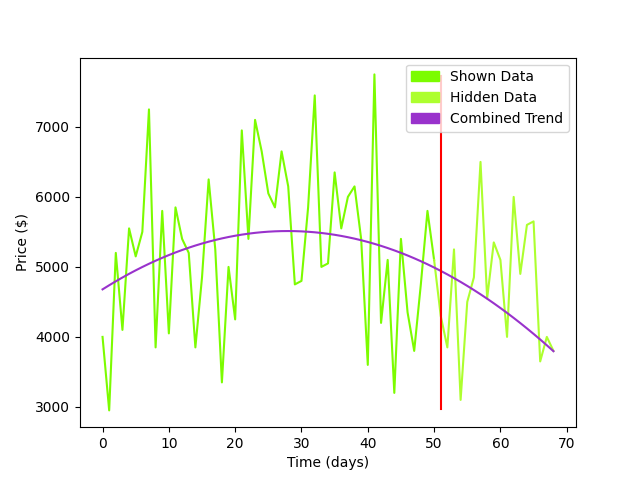 Shown Data
Hidden Data
Combined Trend
Price ($)
7000
6000
5000
4000
3000
0 10 20 30 40 50 60 70
Time (days)